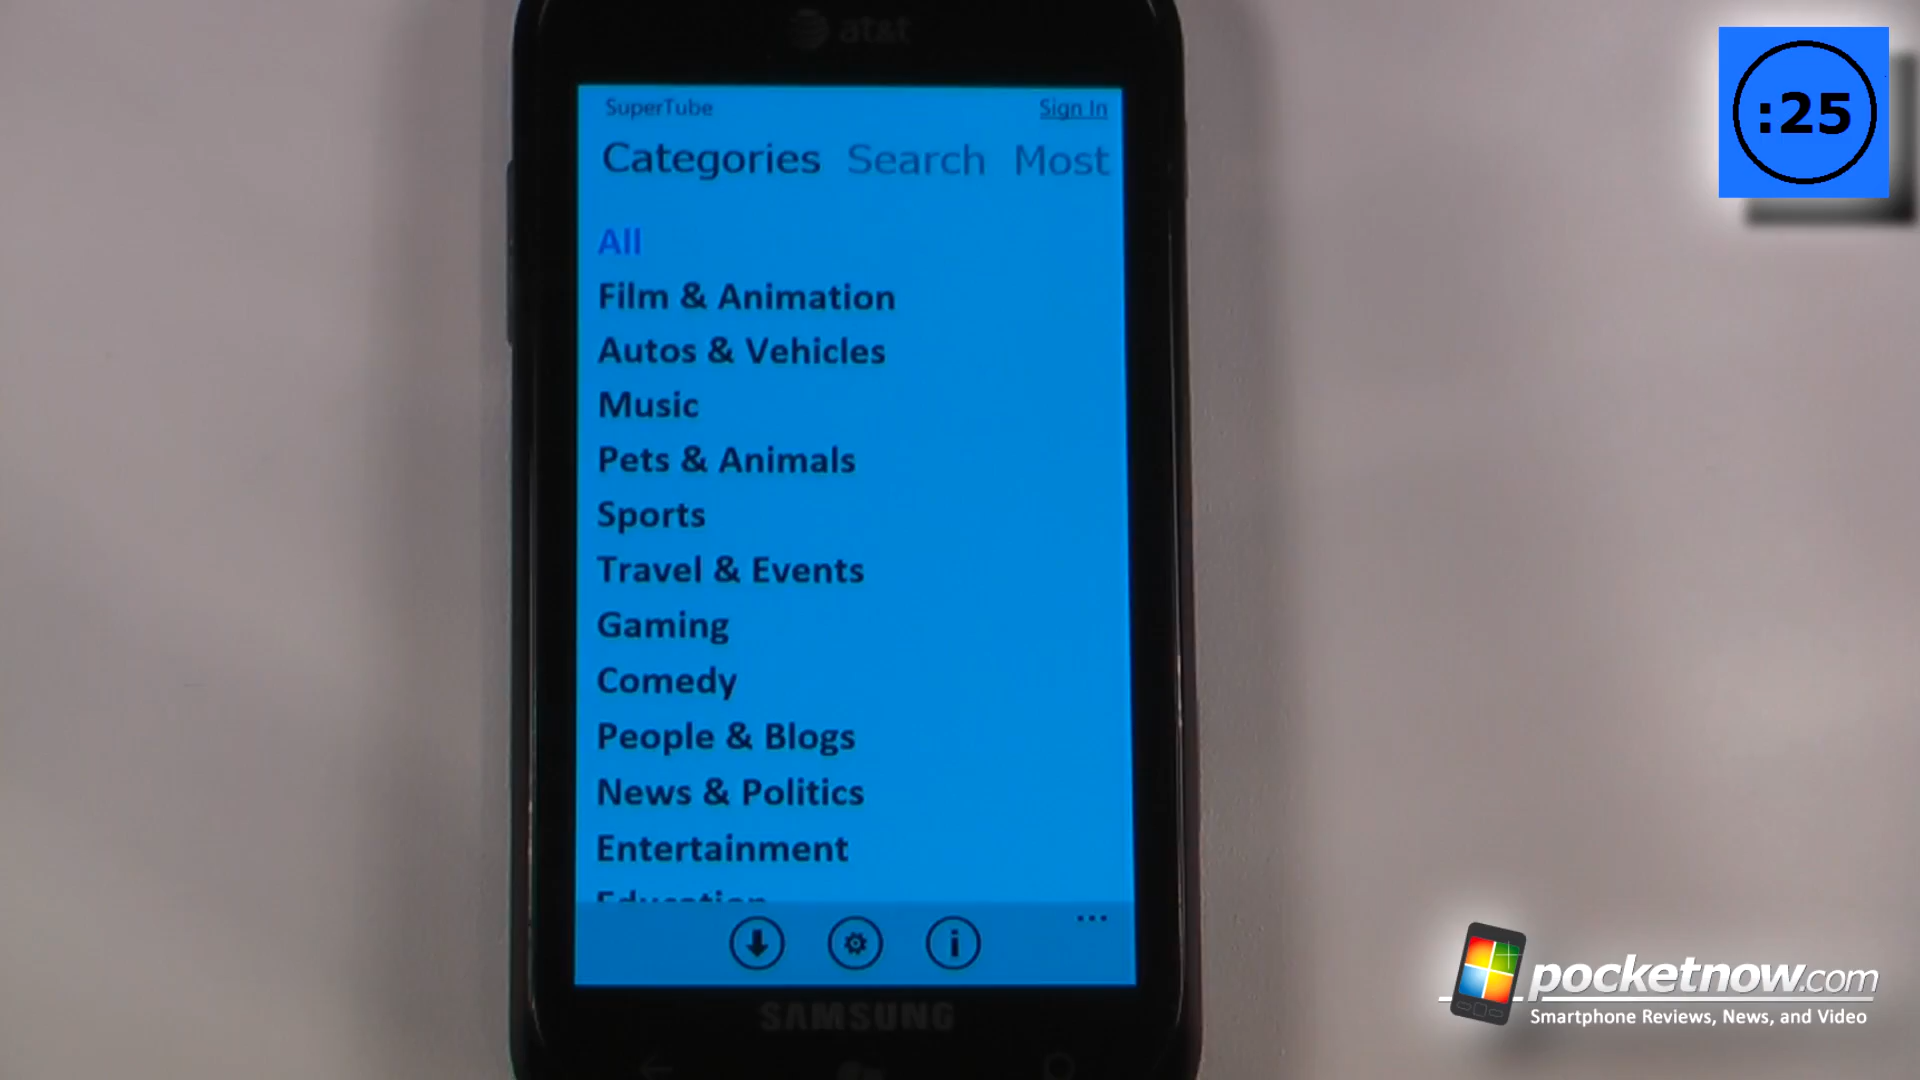 at&t
:25
SuperTube
Sign In
Categories Search Most
All
Film & Animation
Autos & Vehicles
Music
Pets & Animals
Sports
Travel & Events
Gaming
Comedy
People & Blogs
News & Politics
Entertainment
Education
...
SAMSUNG
pocketnow.com
Smartphone Reviews, News, and Video